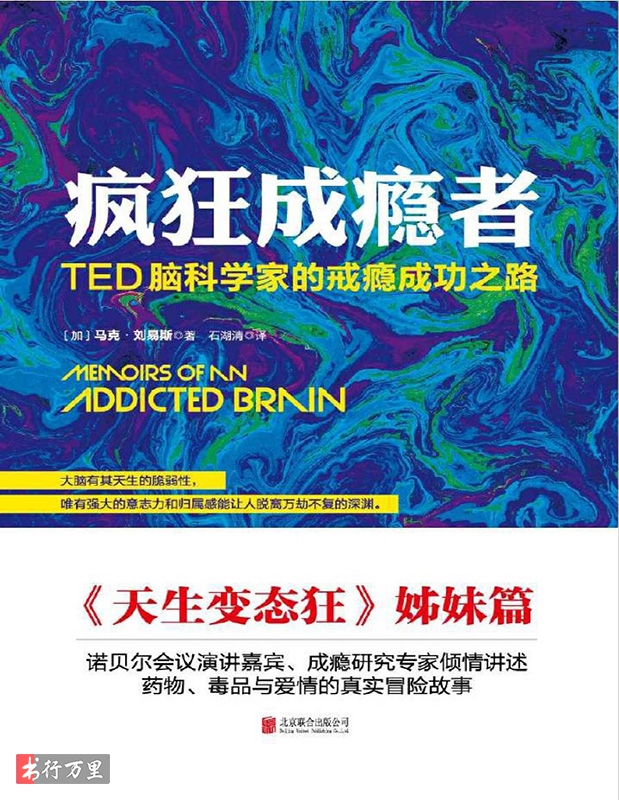 疯狂成瘾者
TED脑科学家的戒瘾成功之路
[加]马克·刘易斯◎著 石湖清◎译
MEMOIRS OF AN
ADDICTED BRAIN
大脑有其天生的脆弱性，
唯有强大的意志力和归属感能让人脱离万劫不复的深渊。
《天生变态狂》姊妹篇
诺贝尔会议演讲嘉宾、成瘾研究专家倾情讲述
药物、毒品与爱情的真实冒险故事
北京联合出版公司
Beijing United Publishing Co.,Ltd.
书行万里